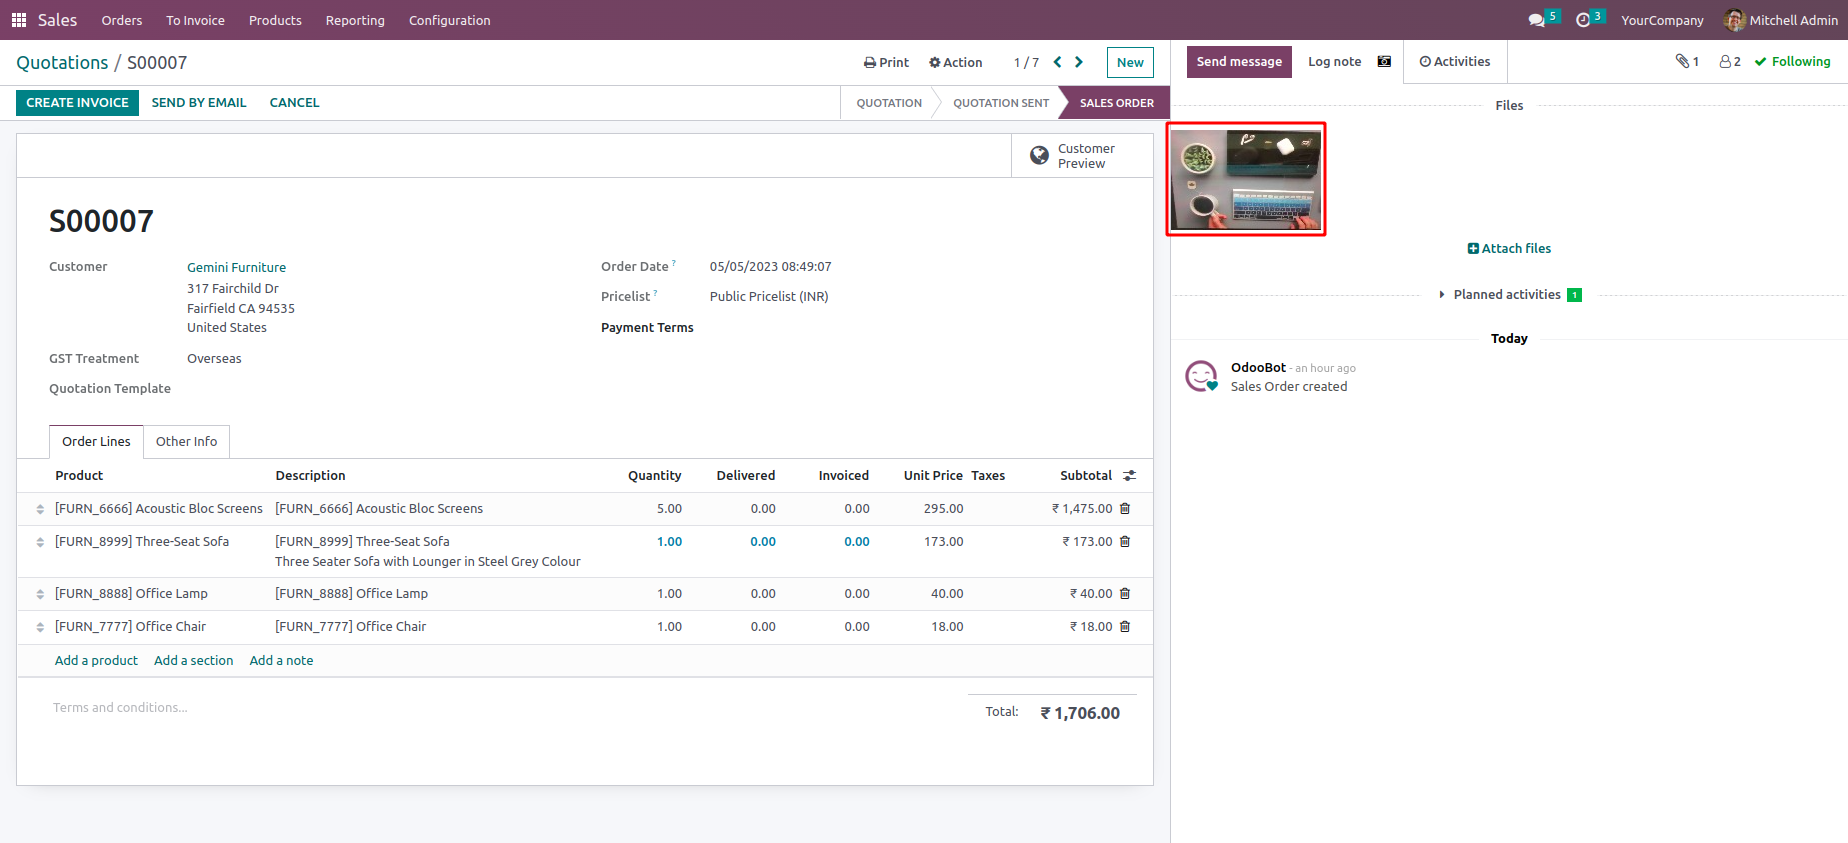 Sales Orders To Invoice Products Reporting Configuration 5 3 YourCompany Mitchell Admin
Quotations / S00007 Print Action 1 / 7 New
CREATE INVOICE SEND BY EMAIL CANCEL QUOTATION QUOTATION SENT SALES ORDER
Customer
Preview
S00007
Customer Gemini Furniture
317 Fairchild Dr
Fairfield CA 94535
United States
Order Date ? 05/05/2023 08:49:07
Pricelist ? Public Pricelist (INR)
Payment Terms
GST Treatment Overseas
Quotation Template
Order Lines Other Info
Product Description Quantity Delivered Invoiced Unit Price Taxes Subtotal
[FURN_6666] Acoustic Bloc Screens [FURN_6666] Acoustic Bloc Screens 5.00 0.00 0.00 295.00 ₹ 1,475.00
[FURN_8999] Three-Seat Sofa [FURN_8999] Three-Seat Sofa 1.00 0.00 0.00 173.00 ₹ 173.00
Three Seater Sofa with Lounger in Steel Grey Colour
[FURN_8888] Office Lamp [FURN_8888] Office Lamp 1.00 0.00 0.00 40.00 ₹ 40.00
[FURN_7777] Office Chair [FURN_7777] Office Chair 1.00 0.00 0.00 18.00 ₹ 18.00
Add a product Add a section Add a note
Terms and conditions...
Total: ₹ 1,706.00
Send message Log note Activities 1 2 Following
Files
Attach files
Planned activities 1
Today
OdooBot - an hour ago
Sales Order created